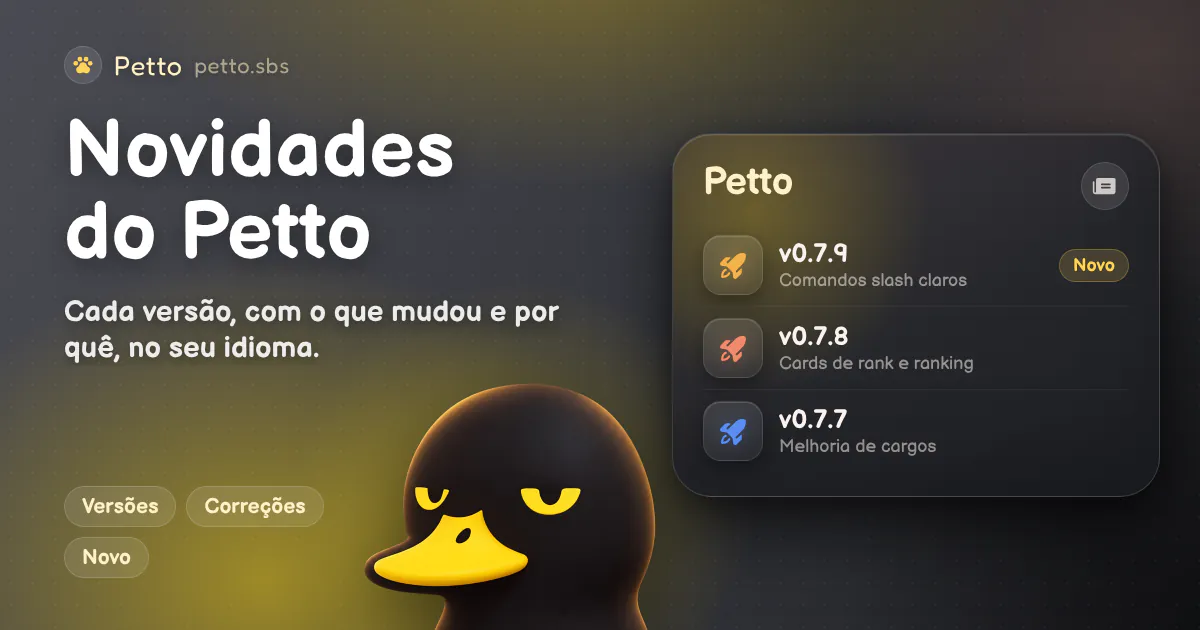 Petto petto.sbs
Novidades
do Petto
Cada versão, com o que mudou e por
quê, no seu idioma.
Versões
Correções
Novo
Petto
v0.7.9
Comandos slash claros
Novo
v0.7.8
Cards de rank e ranking
v0.7.7
Melhoria de cargos